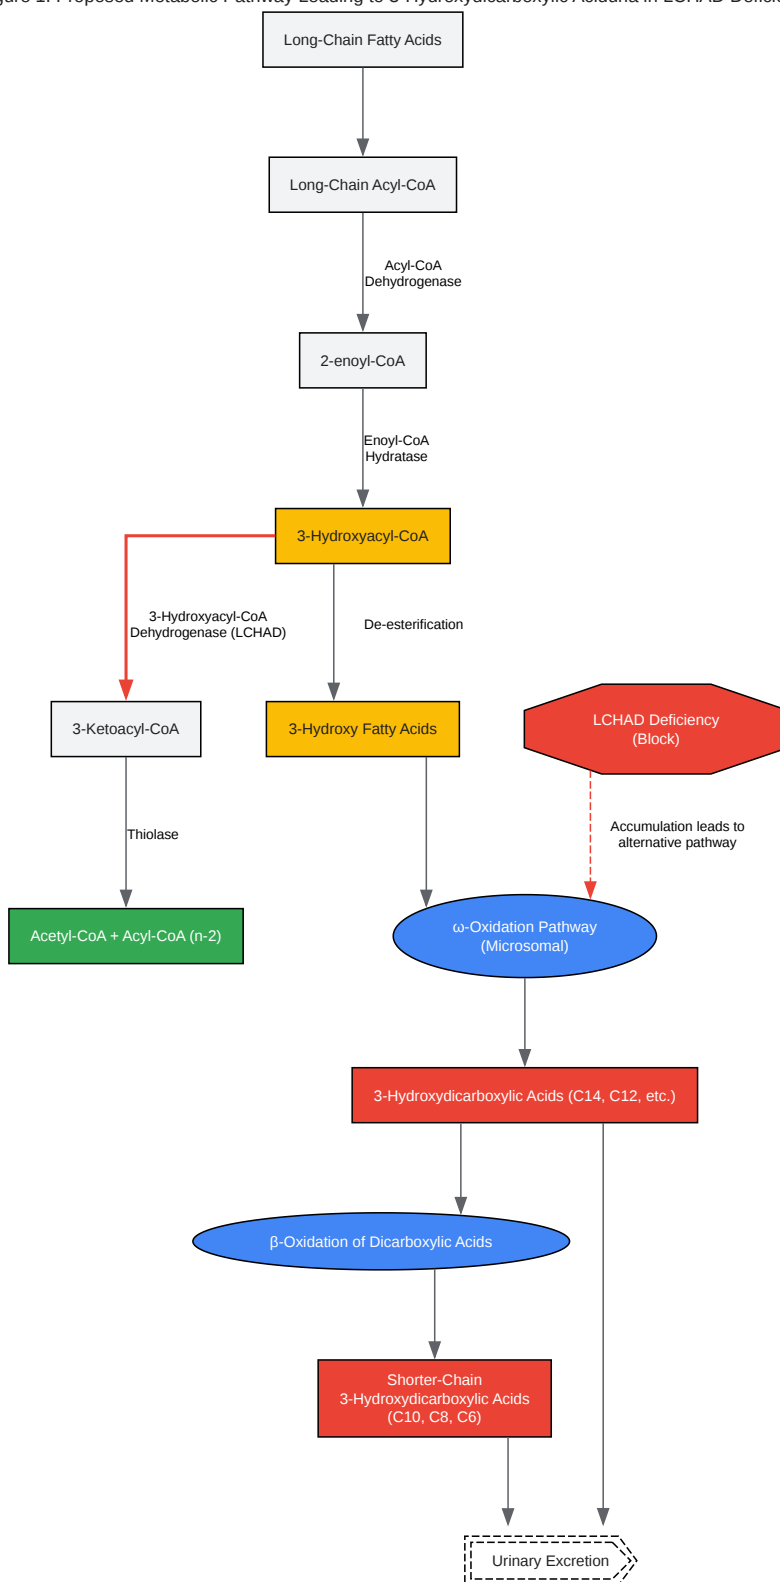 Long-Chain Fatty Acids
Long-Chain Acyl-CoA
Acyl-CoA
Dehydrogenase
2-enoyl-CoA
Enoyl-CoA
Hydratase
3-Hydroxyacyl-CoA
3-Hydroxyacyl-CoA
Dehydrogenase (LCHAD)
De-esterification
3-Ketoacyl-CoA
3-Hydroxy Fatty Acids
LCHAD Deficiency
(Block)
Thiolase
Accumulation leads to
alternative pathway
Acetyl-CoA + Acyl-CoA (n-2)
ω-Oxidation Pathway
(Microsomal)
3-Hydroxydicarboxylic Acids (C14, C12, etc.)
β-Oxidation of Dicarboxylic Acids
Shorter-Chain
3-Hydroxydicarboxylic Acids
(C10, C8, C6)
Urinary Excretion